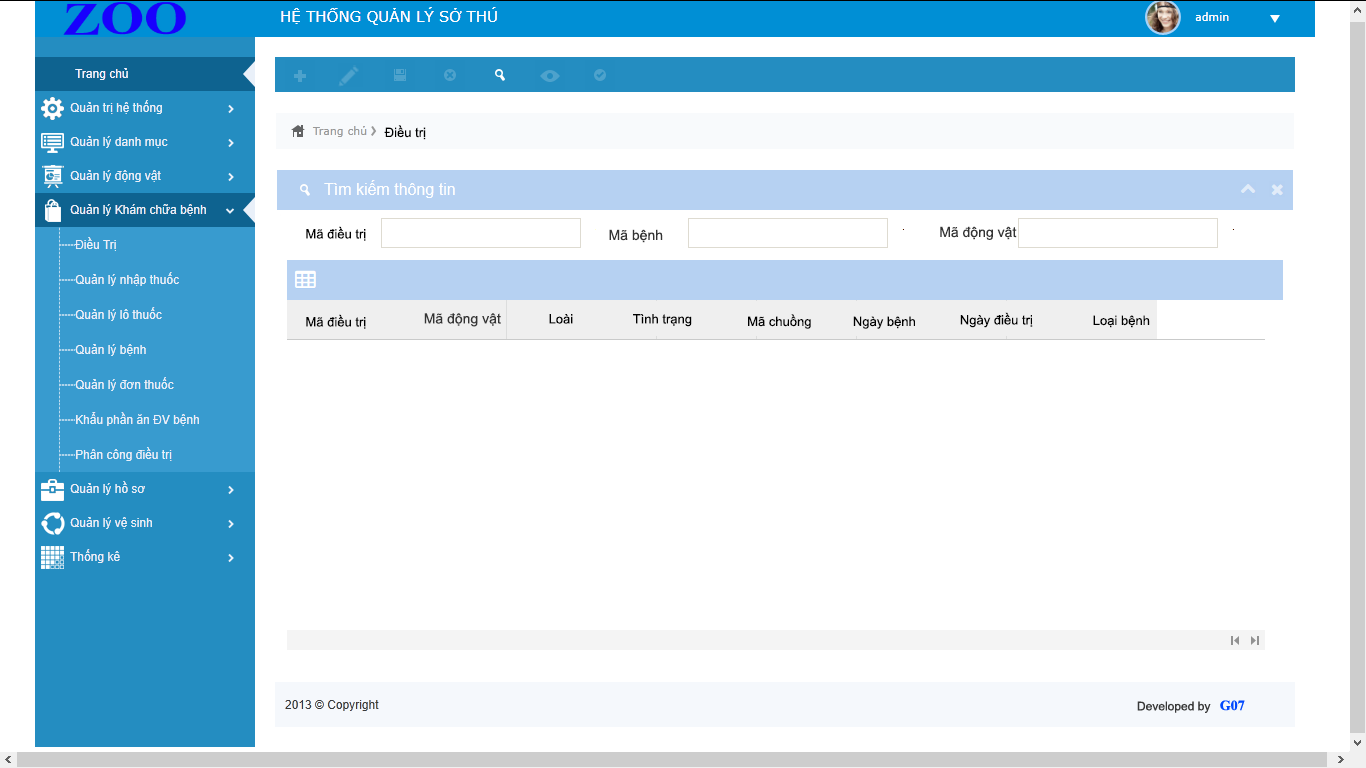 ZOO
HỆ THỐNG QUẢN LÝ SỞ THÚ
admin
Trang chủ
Quản trị hệ thống
Quản lý danh mục
Quản lý động vật
Quản lý Khám chữa bệnh
Điều Trị
Quản lý nhập thuốc
Quản lý lô thuốc
Quản lý bệnh
Quản lý đơn thuốc
Khẩu phần ăn ĐV bệnh
Phân công điều trị
Quản lý hồ sơ
Quản lý vệ sinh
Thống kê
Trang chủ Điều trị
Tìm kiếm thông tin
Mã điều trị Mã bệnh Mã động vật
Mã điều trị Mã động vật Loài Tình trạng Mã chuồng Ngày bệnh Ngày điều trị Loại bệnh
2013 © Copyright
Developed by G07